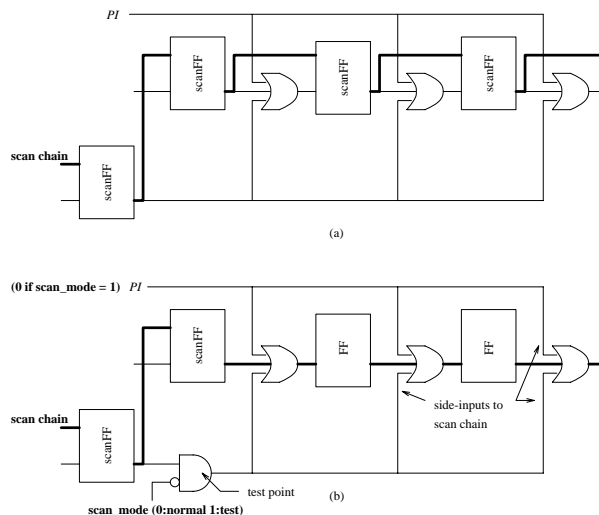 PI
scanFF
scanFF
scanFF
scan chain
scanFF
(a)
(0 if scan_mode = 1) PI
scanFF
FF
FF
scan chain
scanFF
side-inputs to
scan chain
test point
(b)
scan_mode (0:normal 1:test)